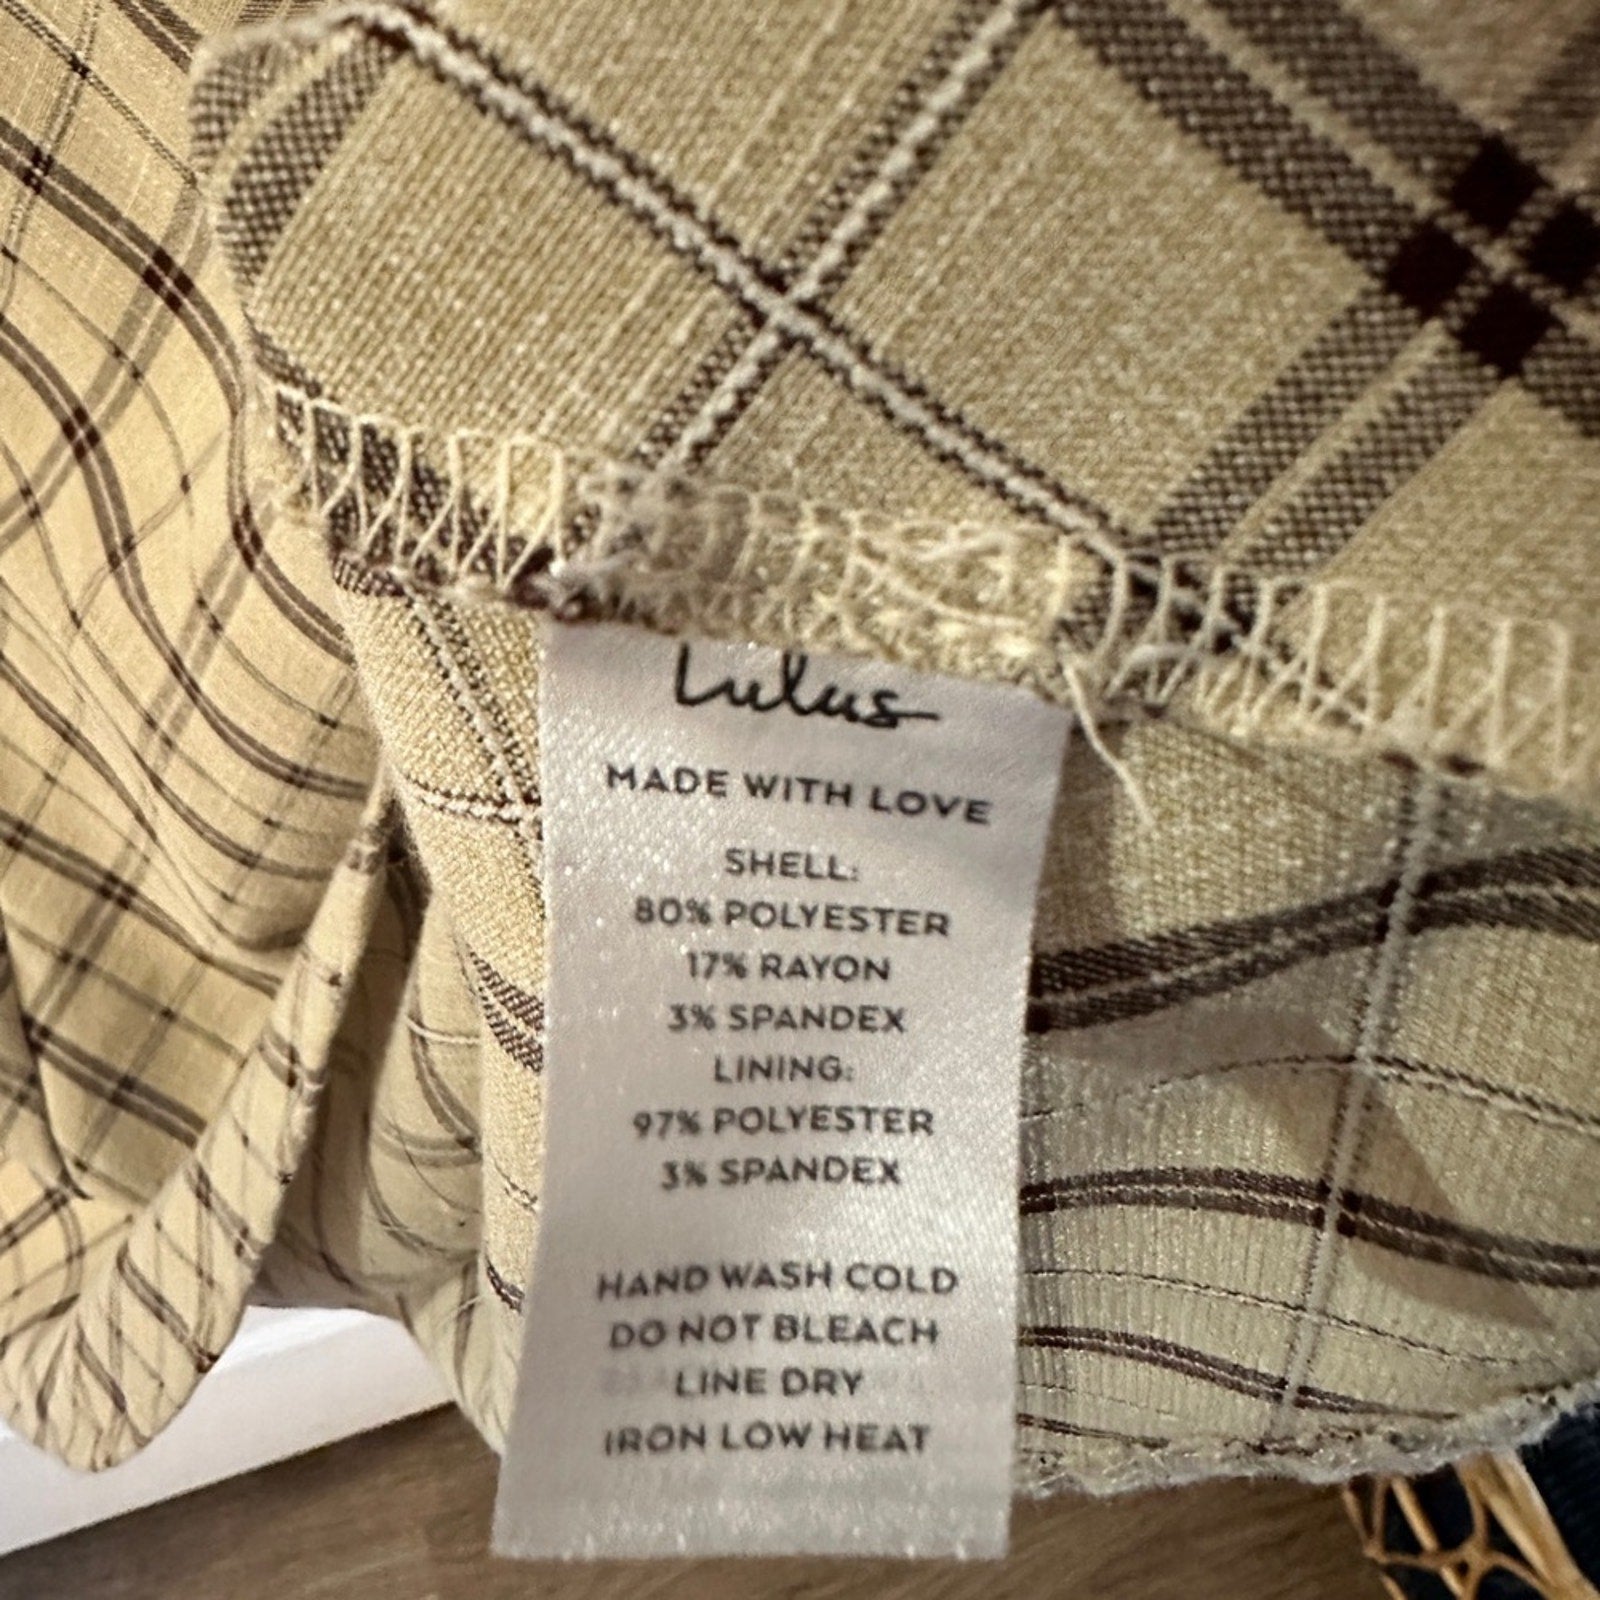 Lulus
MADE WITH LOVE
SHELL:
80% POLYESTER
17% RAYON
3% SPANDEX
LINING:
97% POLYESTER
3% SPANDEX
HAND WASH COLD
DO NOT BLEACH
LINE DRY
IRON LOW HEAT